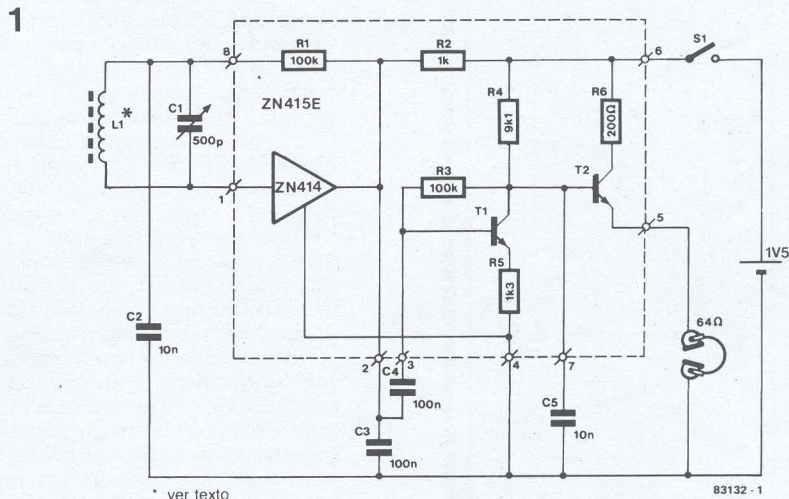 1
8
R1
100k
R2
1k
6
S1
L1
*
C1
500p
ZN415E
R4
9k1
R6
200Ω
ZN414
R3
100k
T1
T2
1
5
R5
1k3
1V5
64Ω
C2
10n
2
3
4
7
C4
100n
C3
100n
C5
10n
* ver texto
83132 - 1